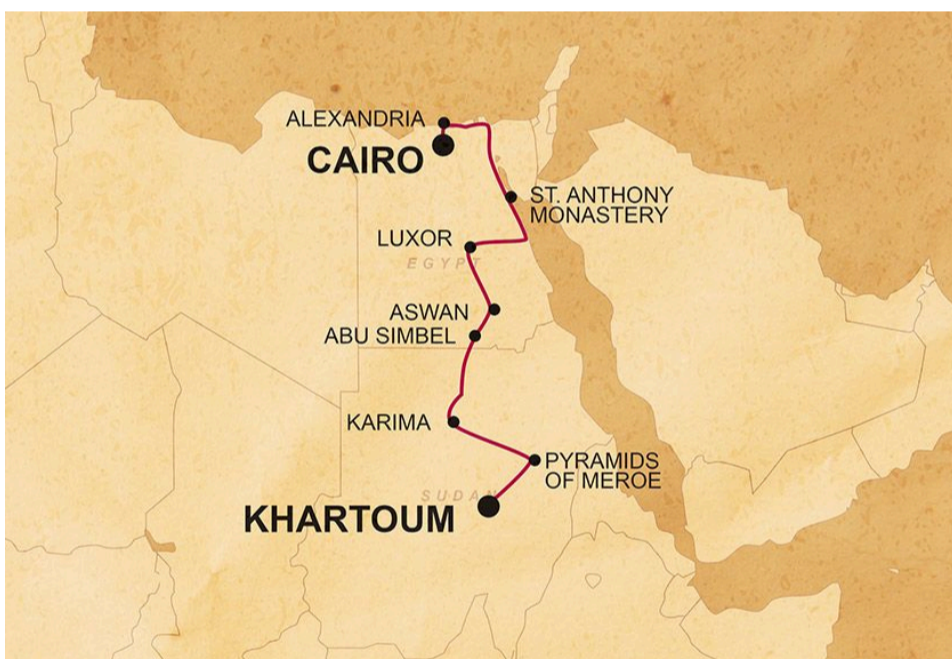 ALEXANDRIA
CAIRO
ST. ANTHONY
MONASTERY
LUXOR
EGYPT
ASWAN
ABU SIMBEL
KARIMA
PYRAMIDS
OF MEROE
SUDAN
KHARTOUM